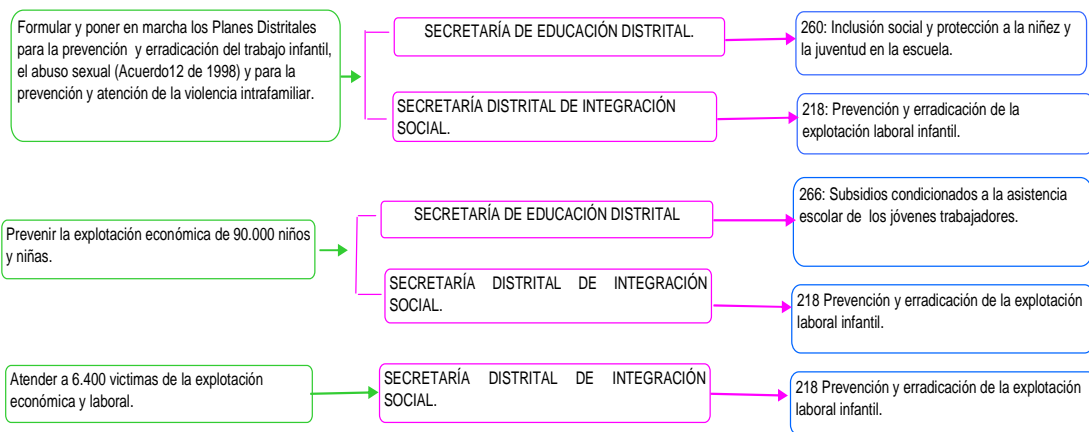 Formular y poner en marcha los Planes Distritales
para la prevención y erradicación del trabajo infantil,
el abuso sexual (Acuerdo12 de 1998) y para la
prevención y atención de la violencia intrafamiliar.
SECRETARÍA DE EDUCACIÓN DISTRITAL.
260: Inclusión social y protección a la niñez y
la juventud en la escuela.
SECRETARÍA DISTRITAL DE INTEGRACIÓN
SOCIAL.
218: Prevención y erradicación de la
explotación laboral infantil.
Prevenir la explotación económica de 90.000 niños
y niñas.
SECRETARÍA DE EDUCACIÓN DISTRITAL
266: Subsidios condicionados a la asistencia
escolar de los jóvenes trabajadores.
SECRETARÍA DISTRITAL DE INTEGRACIÓN
SOCIAL.
218 Prevención y erradicación de la explotación
laboral infantil.
Atender a 6.400 victimas de la explotación
económica y laboral.
SECRETARÍA DISTRITAL DE INTEGRACIÓN
SOCIAL.
218 Prevención y erradicación de la explotación
laboral infantil.